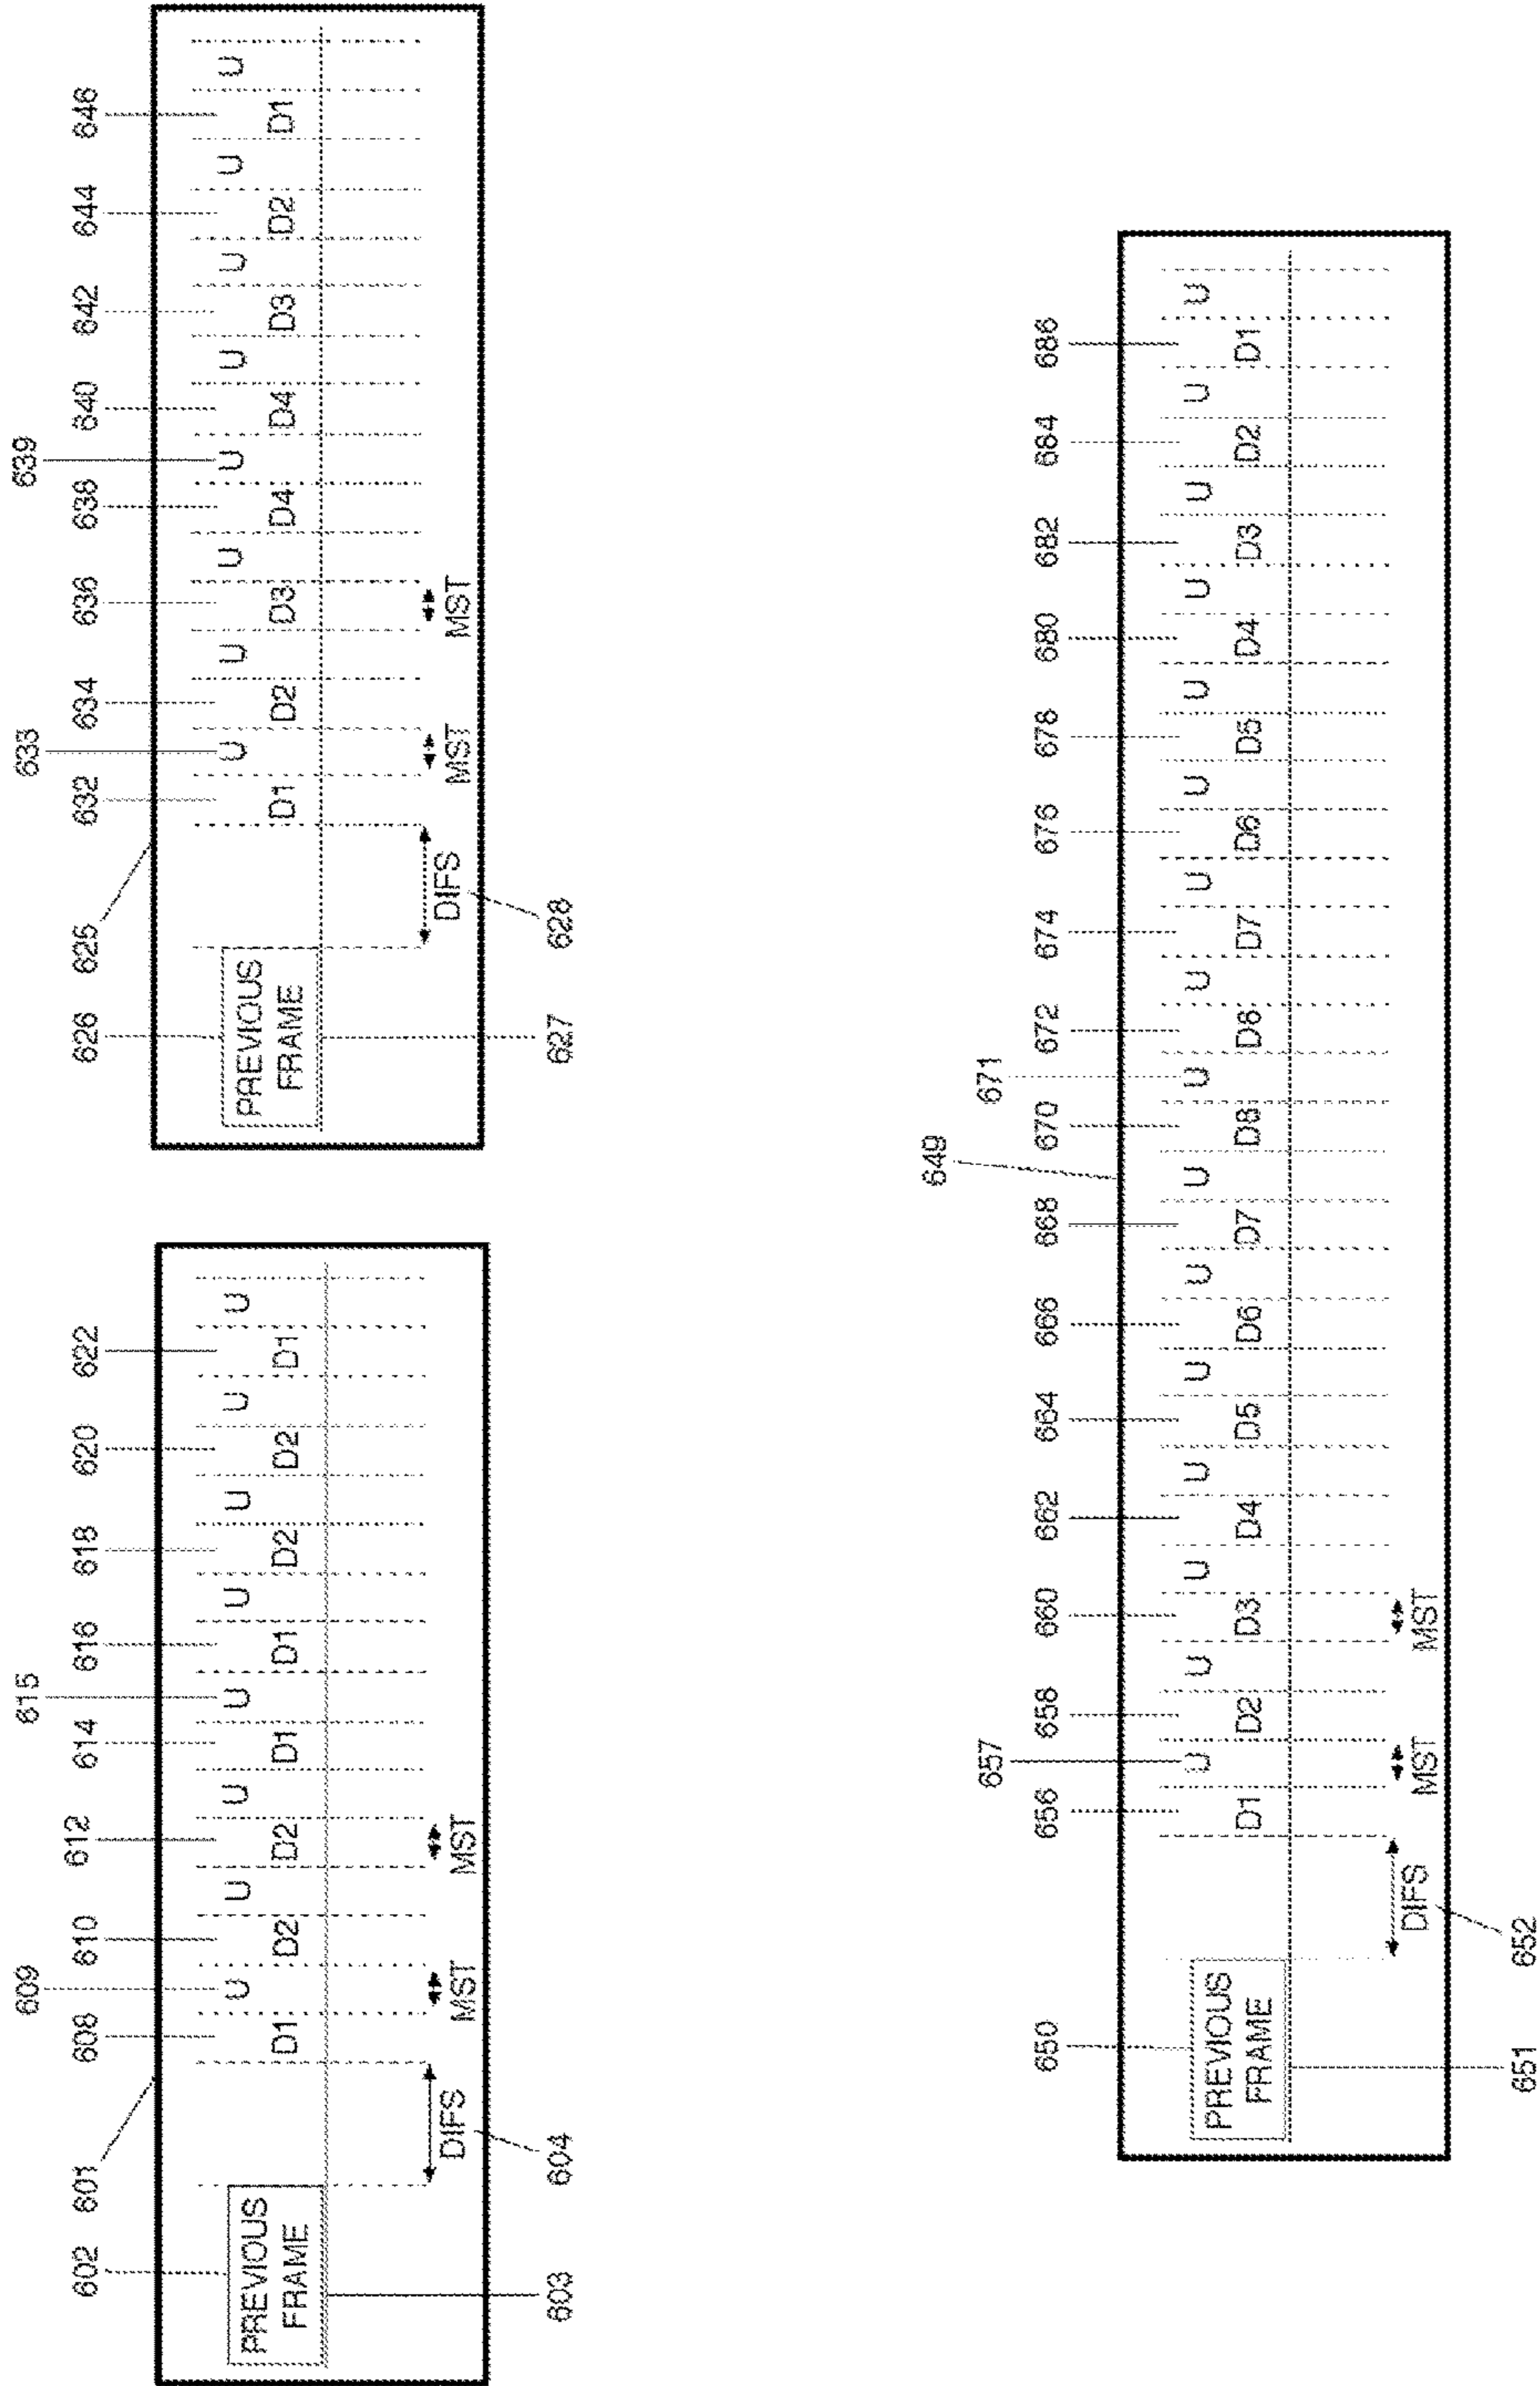 609 615
601 602 608 610 612 614 616 618 620 622
PREVIOUS
FRAME
U U U U U U U U
D1 D2 D2 D1 D1 D2 D2 D1
DIFS MST MST
603 604
633 639
625 626 632 634 636 638 640 642 644 646
PREVIOUS
FRAME
U U U U U U U U
D1 D2 D3 D4 D4 D3 D2 D1
DIFS MST MST
627 628
649
657 671
650 656 658 660 662 664 666 668 670 672 674 676 678 680 682 684 686
PREVIOUS
FRAME
U U U U U U U U U U U U U U U U
D1 D2 D3 D4 D5 D6 D7 D8 D8 D7 D6 D5 D4 D3 D2 D1
DIFS MST MST
651 652